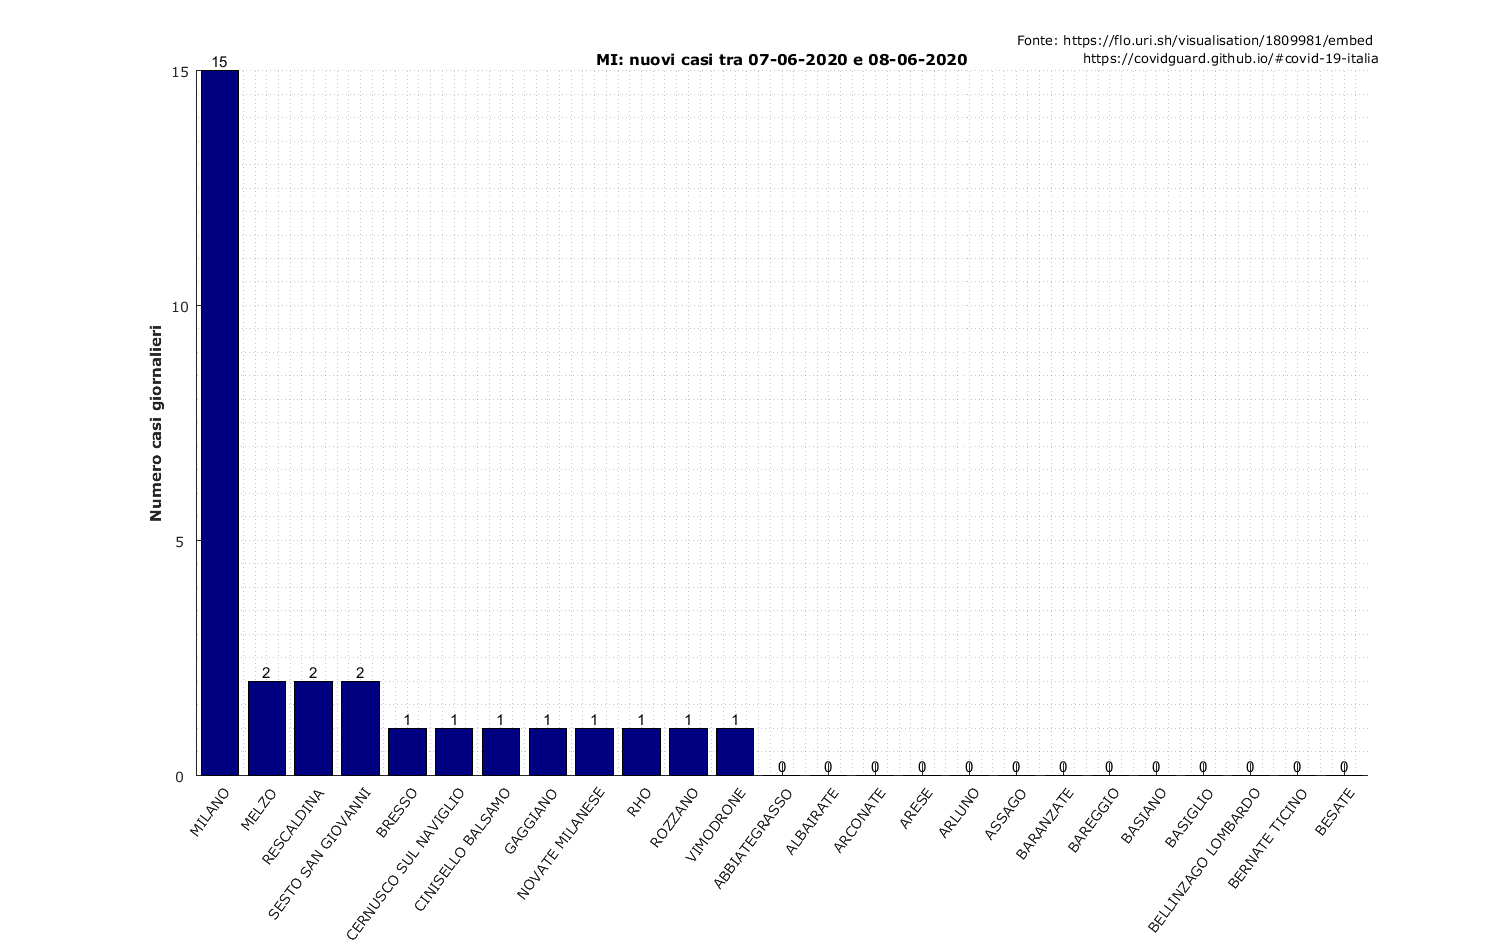 Fonte: https://flo.uri.sh/visualisation/1809981/embed
https://covidguard.github.io/#covid-19-italia
MI: nuovi casi tra 07-06-2020 e 08-06-2020
Numero casi giornalieri
15
10
5
0
15
2
2
2
1
1
1
1
1
1
1
1
0
0
0
0
0
0
0
0
0
0
0
0
0
MILANO
MELZO
RESCALDINA
SESTO SAN GIOVANNI
BRESSO
CERNUSCO SUL NAVIGLIO
CINISELLO BALSAMO
GAGGIANO
NOVATE MILANESE
RHO
ROZZANO
VIMODRONE
ABBIATEGRASSO
ALBAIRATE
ARCONATE
ARESE
ARLUNO
ASSAGO
BARANZATE
BAREGGIO
BASIANO
BASIGLIO
BELLINZAGO LOMBARDO
BERNATE TICINO
BESATE